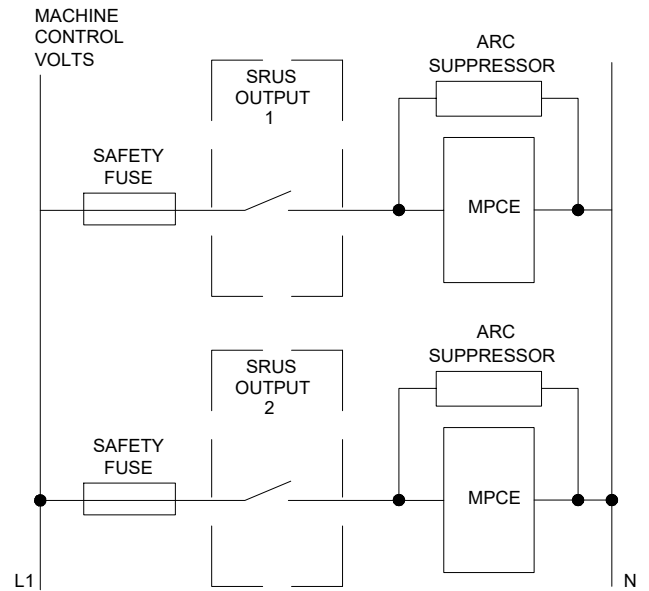 MACHINE
CONTROL
VOLTS
SRUS
OUTPUT
1
ARC
SUPPRESSOR
SAFETY
FUSE
MPCE
SRUS
OUTPUT
2
ARC
SUPPRESSOR
SAFETY
FUSE
MPCE
L1
N